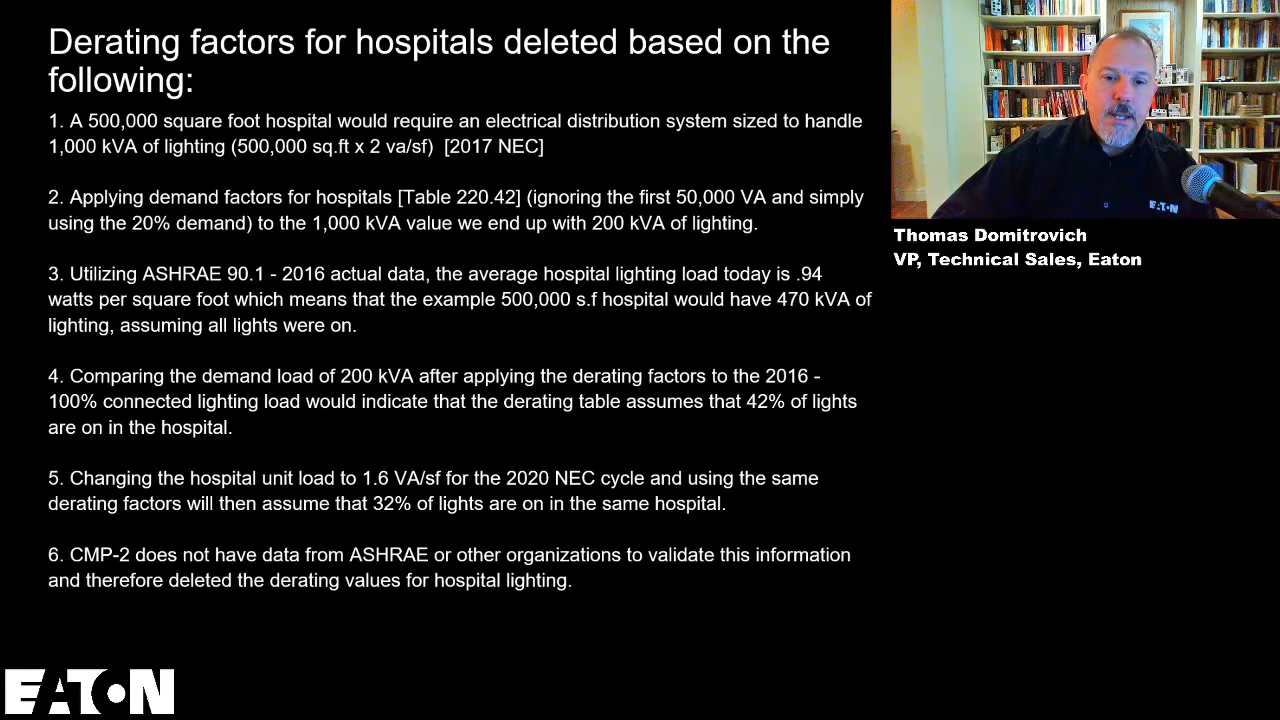 Derating factors for hospitals deleted based on the
following:
1. A 500,000 square foot hospital would require an electrical distribution system sized to handle
1,000 kVA of lighting (500,000 sq.ft x 2 va/sf)  [2017 NEC]
2. Applying demand factors for hospitals [Table 220.42] (ignoring the first 50,000 VA and simply
using the 20% demand) to the 1,000 kVA value we end up with 200 kVA of lighting.
3. Utilizing ASHRAE 90.1 - 2016 actual data, the average hospital lighting load today is .94
watts per square foot which means that the example 500,000 s.f hospital would have 470 kVA of
lighting, assuming all lights were on.
4. Comparing the demand load of 200 kVA after applying the derating factors to the 2016 -
100% connected lighting load would indicate that the derating table assumes that 42% of lights
are on in the hospital.
5. Changing the hospital unit load to 1.6 VA/sf for the 2020 NEC cycle and using the same
derating factors will then assume that 32% of lights are on in the same hospital.
6. CMP-2 does not have data from ASHRAE or other organizations to validate this information
and therefore deleted the derating values for hospital lighting.
EATON
Thomas Domitrovich
VP, Technical Sales, Eaton
EATON